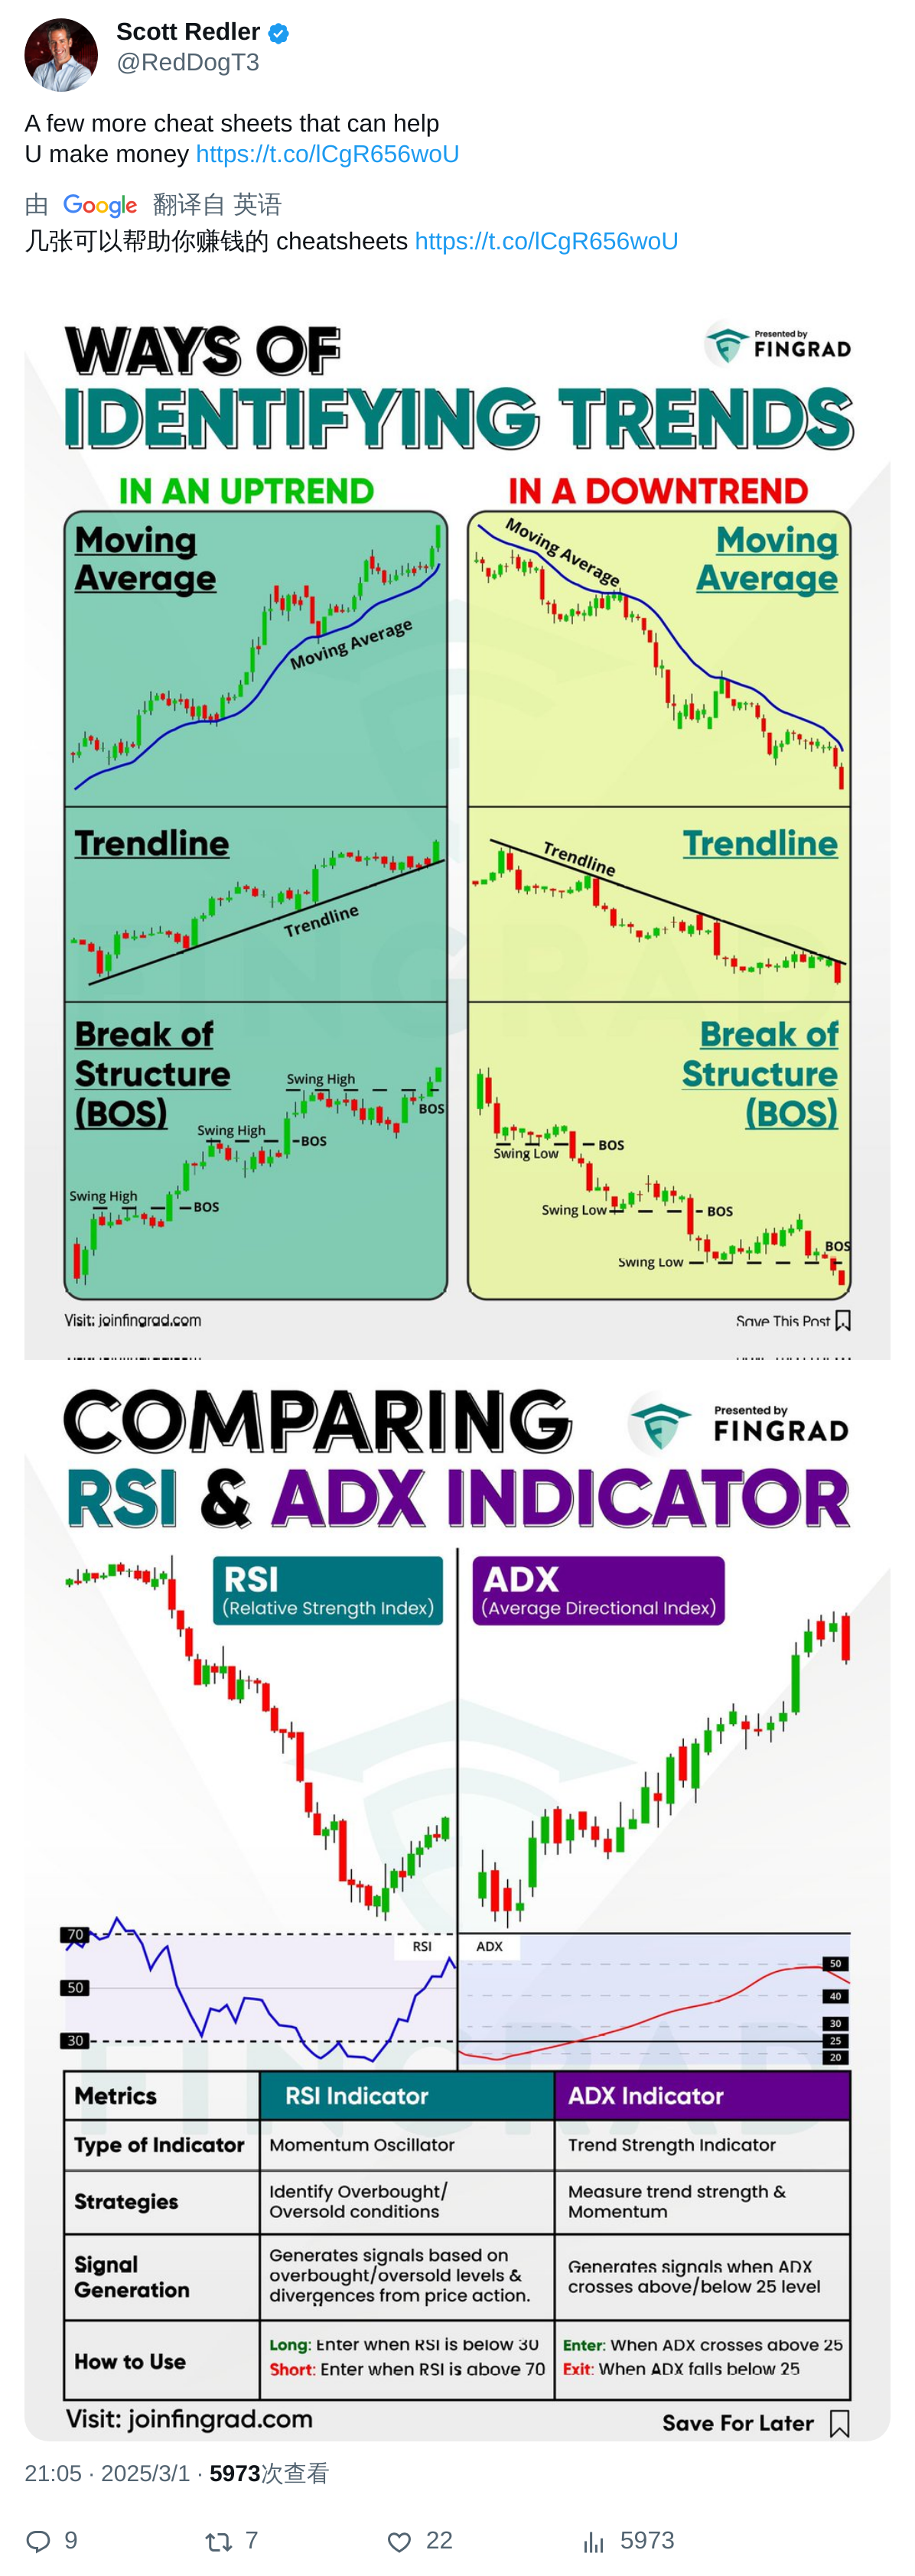 Scott Redler
@RedDogT3
A few more cheat sheets that can help
U make money https://t.co/lCgR656woU
由 Google 翻译自 英语
几张可以帮助你赚钱的 cheatsheets https://t.co/lCgR656woU
WAYS OF
Presented by
FINGRAD
IDENTIFYING TRENDS
IN AN UPTREND
IN A DOWNTREND
Moving
Average
Moving Average
Moving Average
Moving
Average
Trendline
Trendline
Trendline
Trendline
Break of
Structure
(BOS)
Swing High
BOS
Swing High
BOS
Swing High
BOS
Break of
Structure
(BOS)
Swing Low
BOS
Swing Low
BOS
Swing Low
BOS
Visit: joinfingrad.com
Save This Post
COMPARING
Presented by
FINGRAD
RSI & ADX INDICATOR
RSI
(Relative Strength Index)
ADX
(Average Directional Index)
70
50
30
RSI
ADX
50
40
30
25
20
FINGRAD
Metrics
RSI Indicator
ADX Indicator
Type of Indicator
Momentum Oscillator
Trend Strength Indicator
Strategies
Identify Overbought/
Oversold conditions
Measure trend strength &
Momentum
Signal
Generation
Generates signals based on
overbought/oversold levels &
divergences from price action.
Generates signals when ADX
crosses above/below 25 level
How to Use
Long: Enter when RSI is below 30
Short: Enter when RSI is above 70
Enter: When ADX crosses above 25
Exit: When ADX falls below 25
Visit: joinfingrad.com
Save For Later
21:05 · 2025/3/1 · 5973次查看
9
7
22
5973